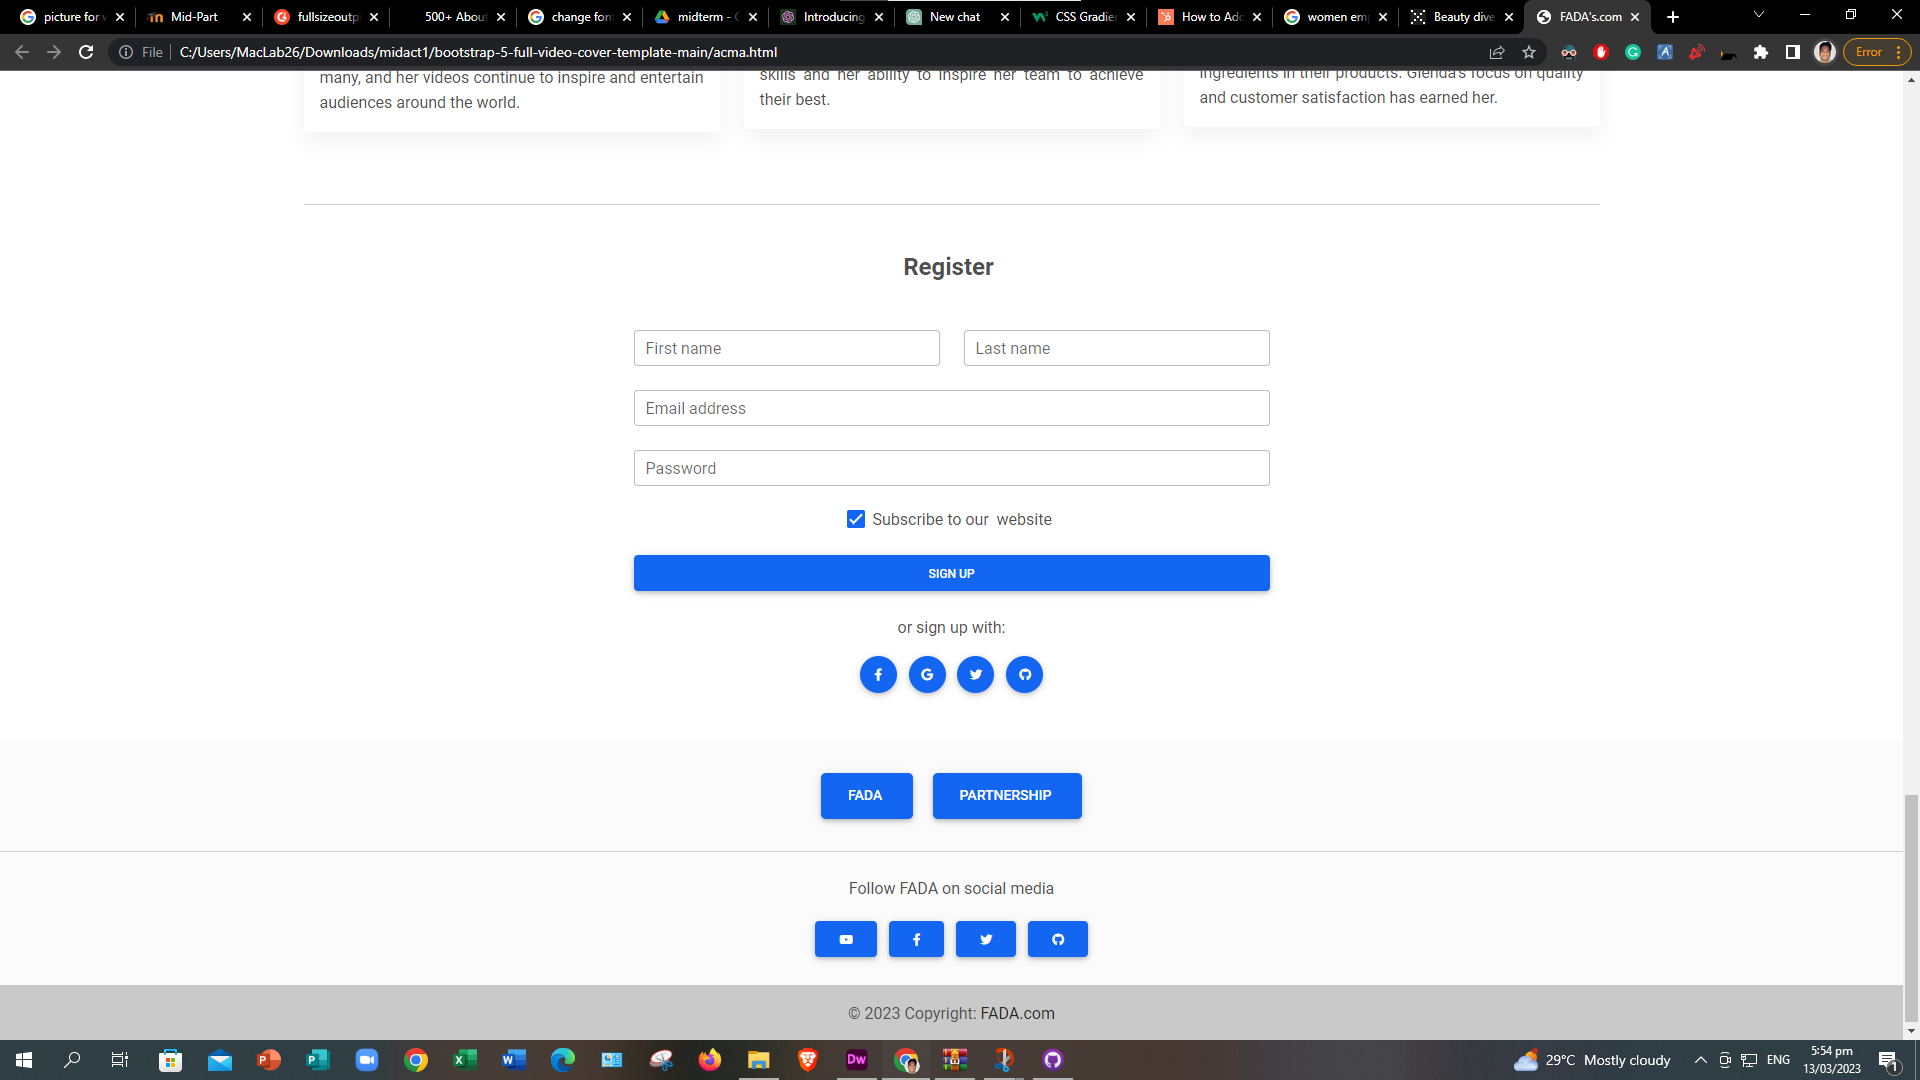 picture for w
Mid-Part
fullsizeoutp
500+ About
change font
midterm - G
Introducing
New chat
CSS Gradien
How to Add
women emp
Beauty dive
FADA's.com
File
C:/Users/MacLab26/Downloads/midact1/bootstrap-5-full-video-cover-template-main/acma.html
Error
many, and her videos continue to inspire and entertain
audiences around the world.
skills and her ability to inspire her team to achieve
their best.
ingredients in their products. Glenda's focus on quality
and customer satisfaction has earned her.
Register
First name
Last name
Email address
Password
Subscribe to our website
SIGN UP
or sign up with:
FADA
PARTNERSHIP
Follow FADA on social media
© 2023 Copyright: FADA.com
29°C Mostly cloudy
ENG
5:54 pm
13/03/2023
1